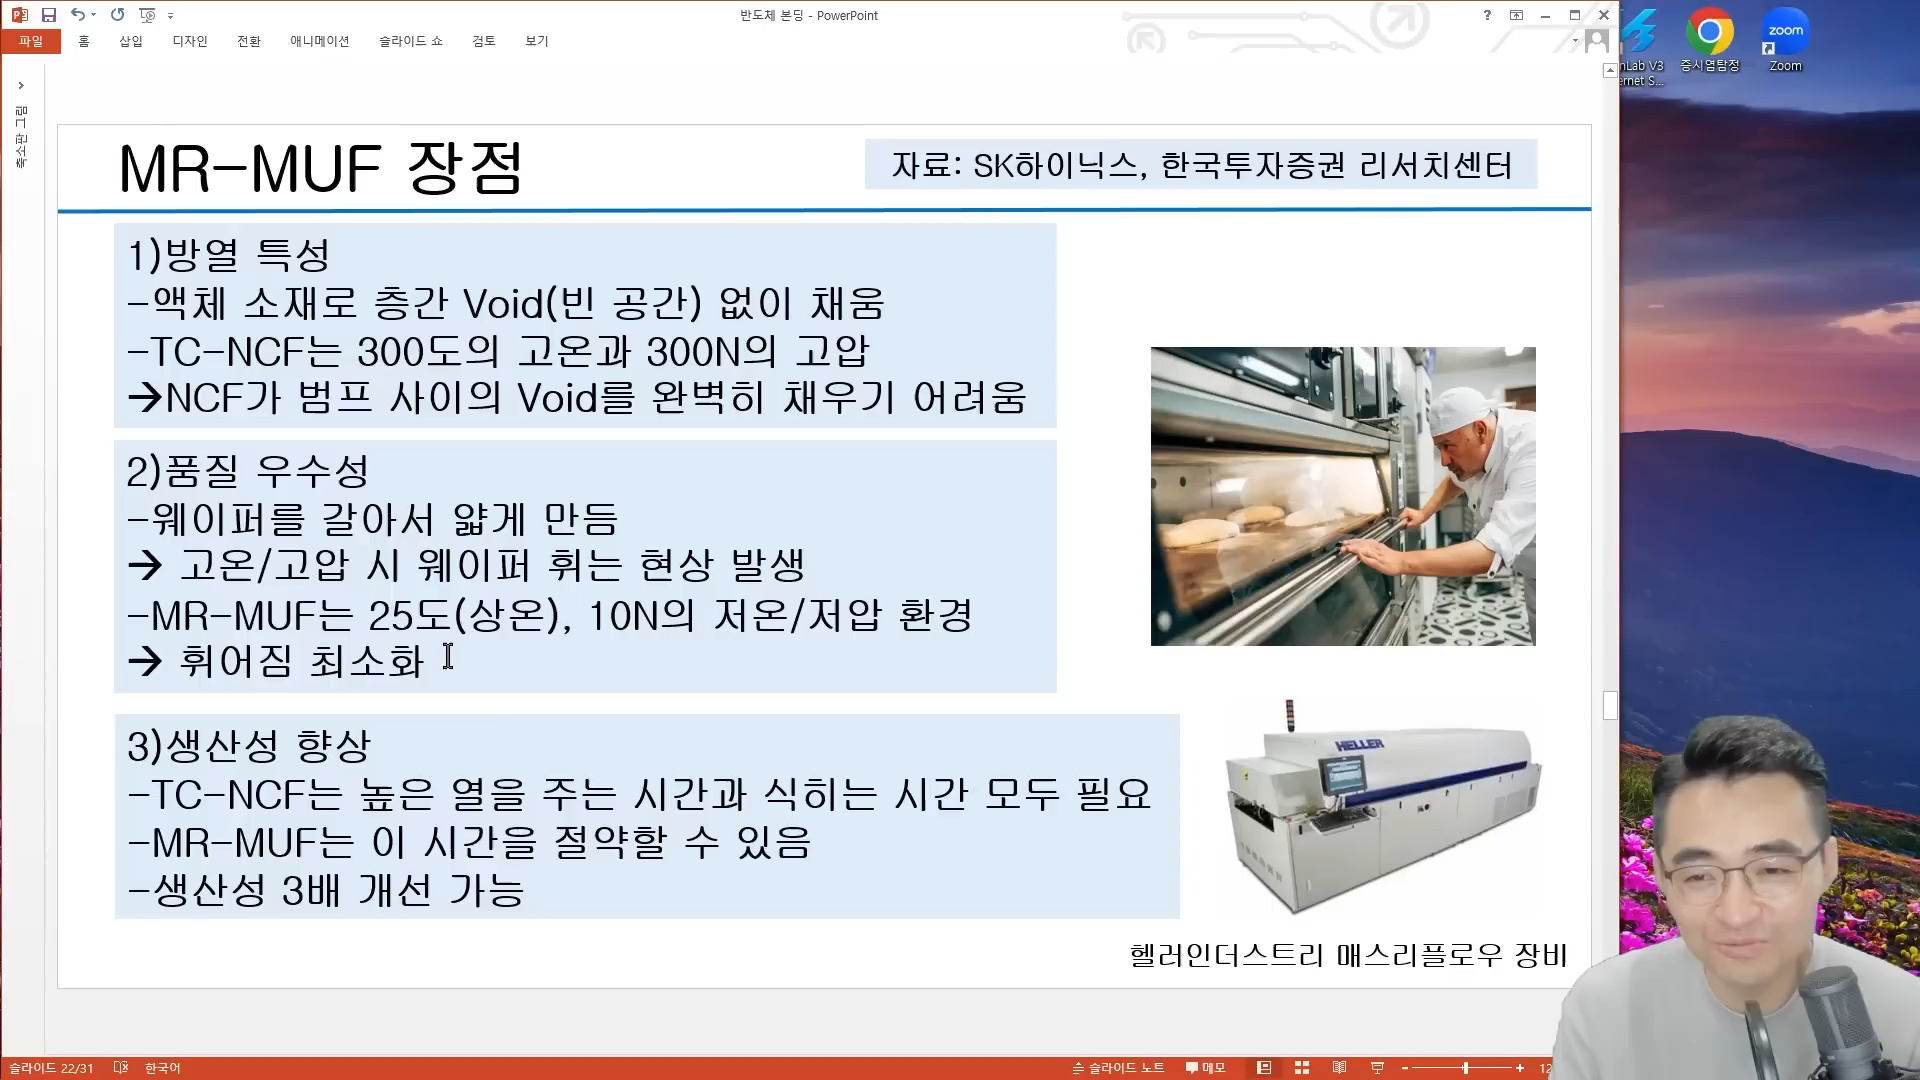 반도체 본딩 - PowerPoint
파일 홈 삽입 디자인 전환 애니메이션 슬라이드 쇼 검토 보기
nLab V3
ernet S...
증시염탐정
zoom
Zoom
축소판 그림
MR-MUF 장점
자료: SK하이닉스, 한국투자증권 리서치센터
1)방열 특성
-액체 소재로 층간 Void(빈 공간) 없이 채움
-TC-NCF는 300도의 고온과 300N의 고압
→NCF가 범프 사이의 Void를 완벽히 채우기 어려움
2)품질 우수성
-웨이퍼를 갈아서 얇게 만듬
→ 고온/고압 시 웨이퍼 휘는 현상 발생
-MR-MUF는 25도(상온), 10N의 저온/저압 환경
→ 휘어짐 최소화
3)생산성 향상
-TC-NCF는 높은 열을 주는 시간과 식히는 시간 모두 필요
-MR-MUF는 이 시간을 절약할 수 있음
-생산성 3배 개선 가능
HELLER
헬러인더스트리 매스리플로우 장비
슬라이드 22/31 한국어 슬라이드 노트 메모